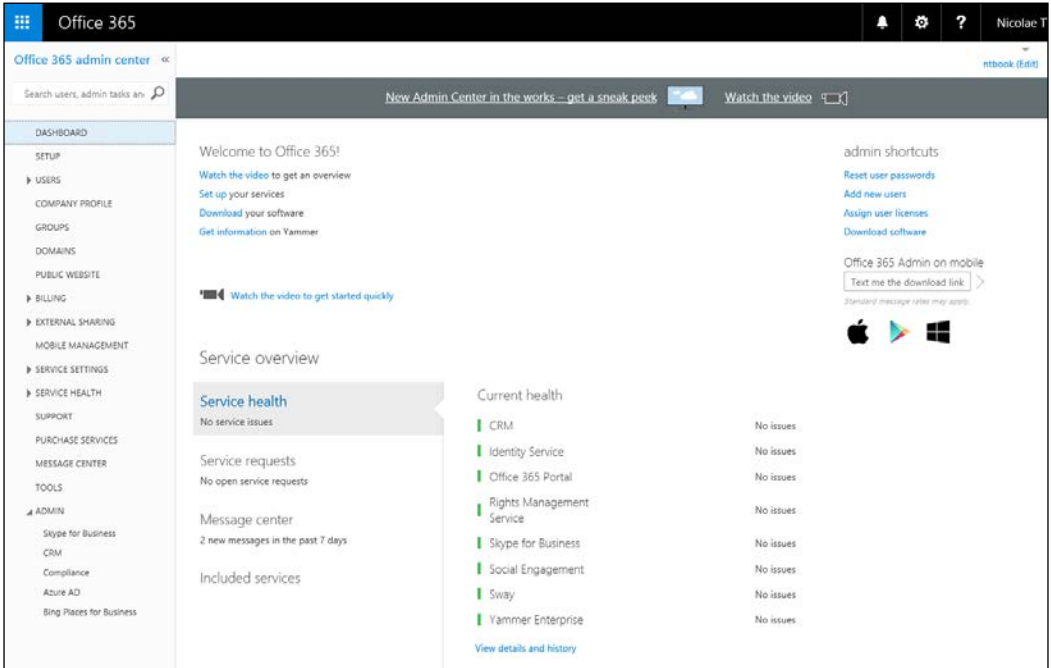 Office 365
?
Nicolae T
Office 365 admin center «
ntbook (Edit)
Search users, admin tasks an
New Admin Center in the works – get a sneak peek
Watch the video
DASHBOARD
SETUP
USERS
COMPANY PROFILE
GROUPS
DOMAINS
PUBLIC WEBSITE
BILLING
EXTERNAL SHARING
MOBILE MANAGEMENT
SERVICE SETTINGS
SERVICE HEALTH
SUPPORT
PURCHASE SERVICES
MESSAGE CENTER
TOOLS
ADMIN
Skype for Business
CRM
Compliance
Azure AD
Bing Places for Business
Welcome to Office 365!
Watch the video to get an overview
Set up your services
Download your software
Get information on Yammer
Watch the video to get started quickly
admin shortcuts
Reset user passwords
Add new users
Assign user licenses
Download software
Office 365 Admin on mobile
Text me the download link
Standard message rates may apply.
Service overview
Service health
No service issues
Service requests
No open service requests
Message center
2 new messages in the past 7 days
Included services
Current health
CRM No issues
Identity Service No issues
Office 365 Portal No issues
Rights Management
Service No issues
Skype for Business No issues
Social Engagement No issues
Sway No issues
Yammer Enterprise No issues
View details and history